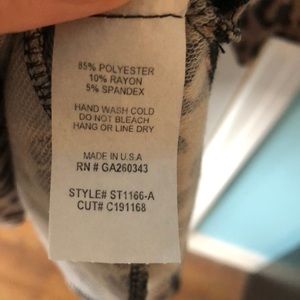 85% POLYESTER
10% RAYON
5% SPANDEX
HAND WASH COLD
DO NOT BLEACH
HANG OR LINE DRY
MADE IN U.S.A
RN # GA260343
STYLE# ST1166-A
CUT# C191168